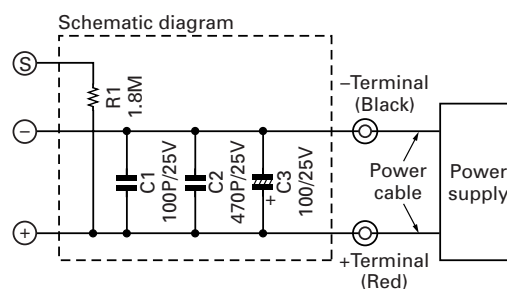 Schematic diagram
S
R1
1.8M
−
+
C1
100P/25V
C2
470P/25V
+
C3
100/25V
–Terminal
(Black)
Power
cable
Power
supply
+Terminal
(Red)